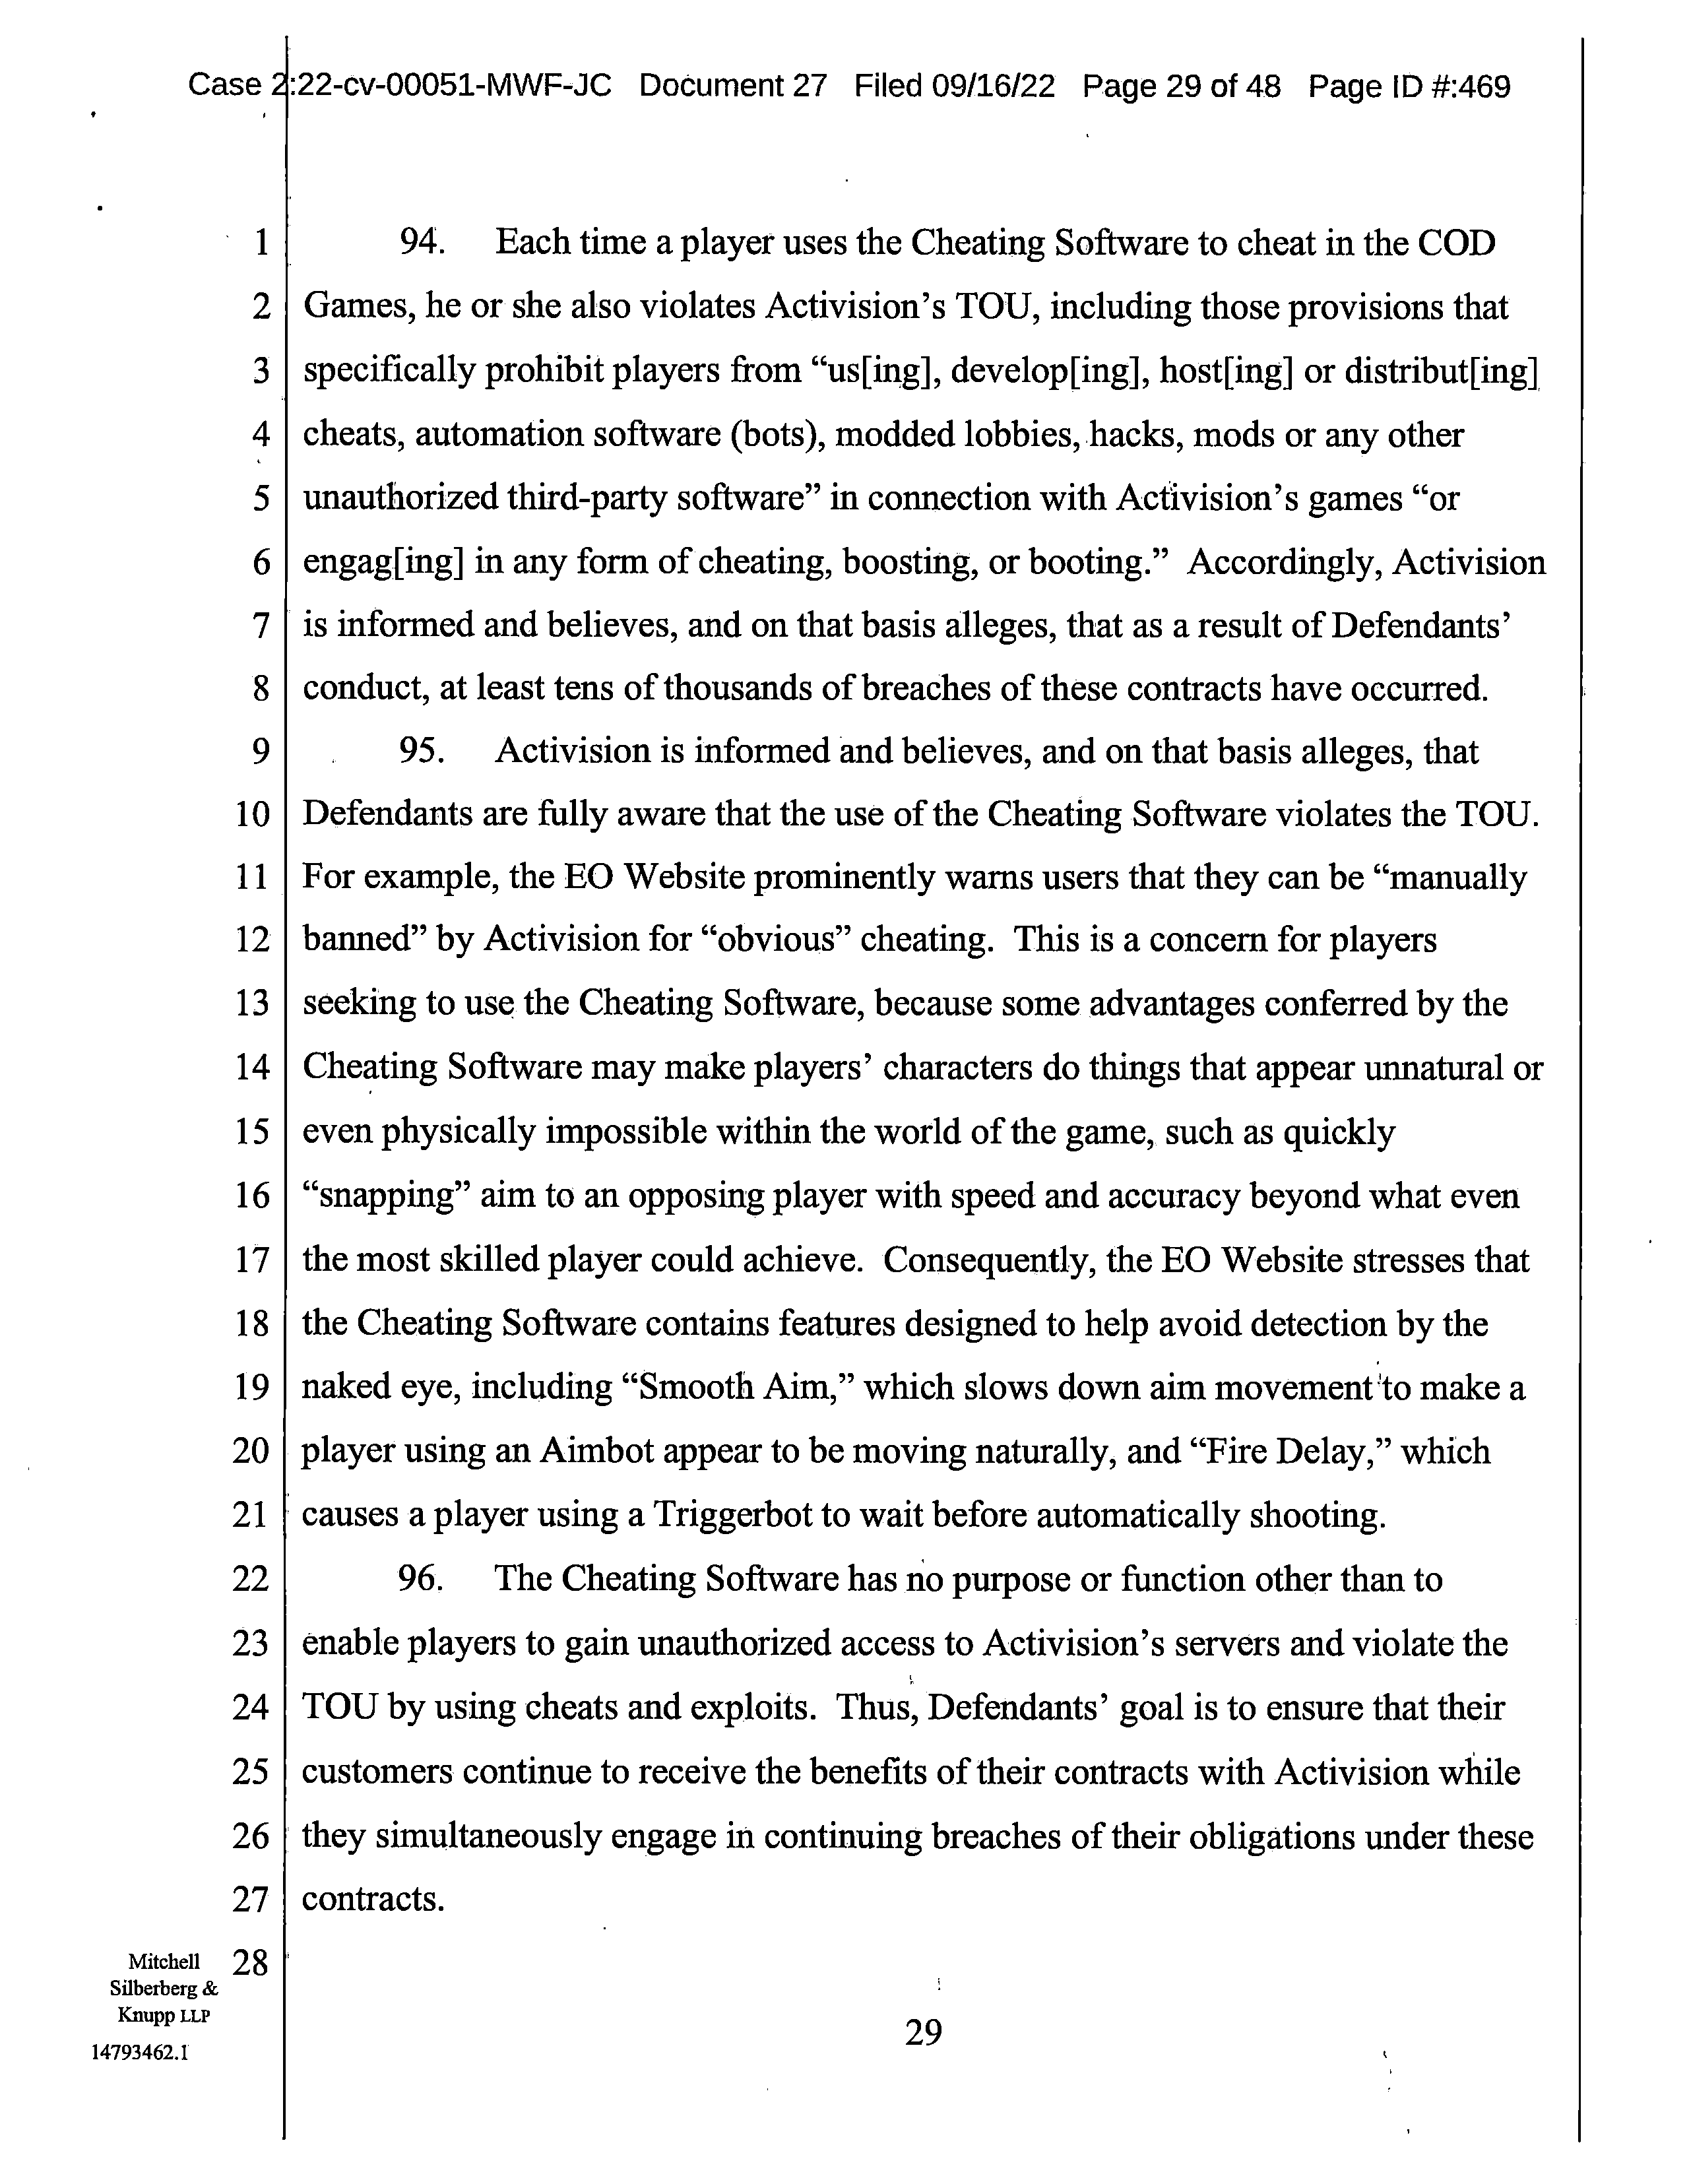 Case 2:22-cv-00051-MWF-JC Document 27 Filed 09/16/22 Page 29 of 48 Page ID #:469
1 94. Each time a player uses the Cheating Software to cheat in the COD
2 Games, he or she also violates Activision’s TOU, including those provisions that
3 specifically prohibit players from “us[ing], develop[ing], host[ing] or distribut[ing]
4 cheats, automation software (bots), modded lobbies, hacks, mods or any other
5 unauthorized third-party software” in connection with Activision’s games “or
6 engag[ing] in any form of cheating, boosting, or booting.” Accordingly, Activision
7 is informed and believes, and on that basis alleges, that as a result of Defendants’
8 conduct, at least tens of thousands of breaches of these contracts have occurred.
9 95. Activision is informed and believes, and on that basis alleges, that
10 Defendants are fully aware that the use of the Cheating Software violates the TOU.
11 For example, the EO Website prominently warns users that they can be “manually
12 banned” by Activision for “obvious” cheating. This is a concern for players
13 seeking to use the Cheating Software, because some advantages conferred by the
14 Cheating Software may make players’ characters do things that appear unnatural or
15 even physically impossible within the world of the game, such as quickly
16 “snapping” aim to an opposing player with speed and accuracy beyond what even
17 the most skilled player could achieve. Consequently, the EO Website stresses that
18 the Cheating Software contains features designed to help avoid detection by the
19 naked eye, including “Smooth Aim,” which slows down aim movement to make a
20 player using an Aimbot appear to be moving naturally, and “Fire Delay,” which
21 causes a player using a Triggerbot to wait before automatically shooting.
22 96. The Cheating Software has no purpose or function other than to
23 enable players to gain unauthorized access to Activision’s servers and violate the
24 TOU by using cheats and exploits. Thus, Defendants’ goal is to ensure that their
25 customers continue to receive the benefits of their contracts with Activision while
26 they simultaneously engage in continuing breaches of their obligations under these
27 contracts.
28
Mitchell
Silberberg &
Knupp LLP
14793462.1
29